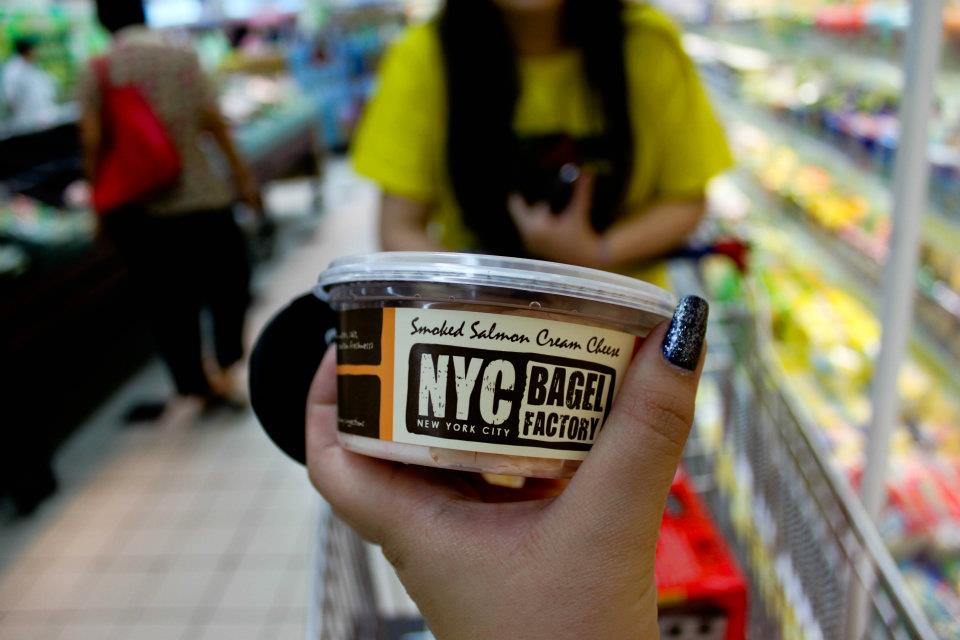 Smoked Salmon Cream Cheese
NYC
NEW YORK CITY
BAGEL
FACTORY